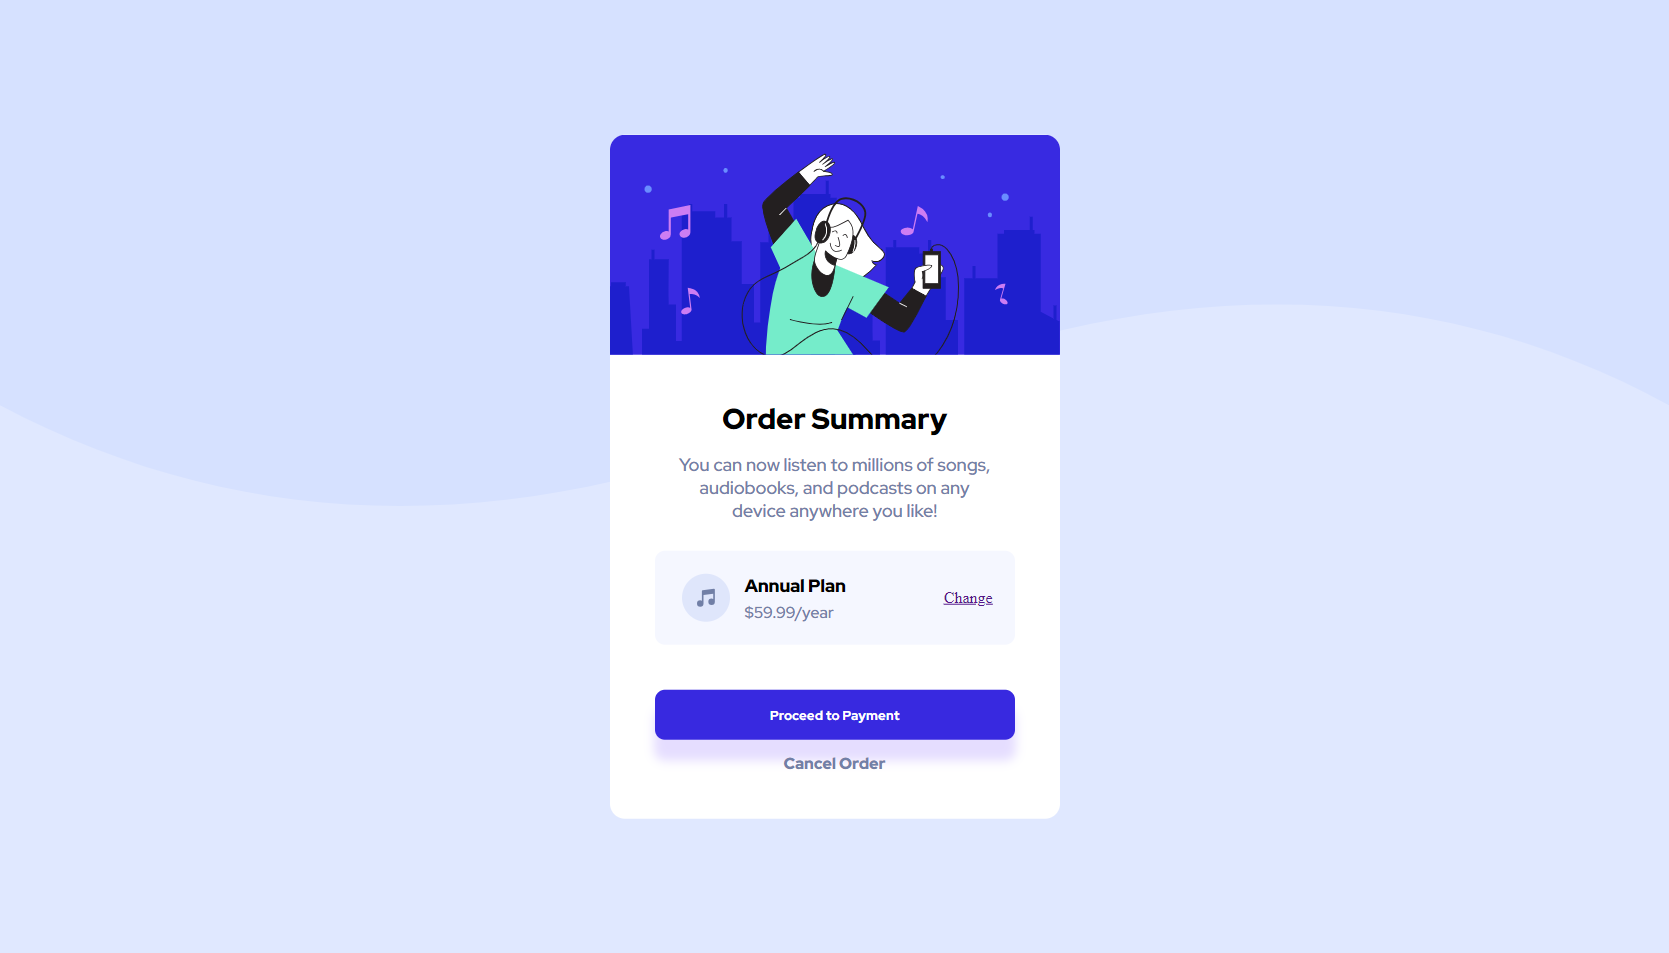 Order Summary
You can now listen to millions of songs,
audiobooks, and podcasts on any
device anywhere you like!
Annual Plan
$59.99/year
Change
Proceed to Payment
Cancel Order